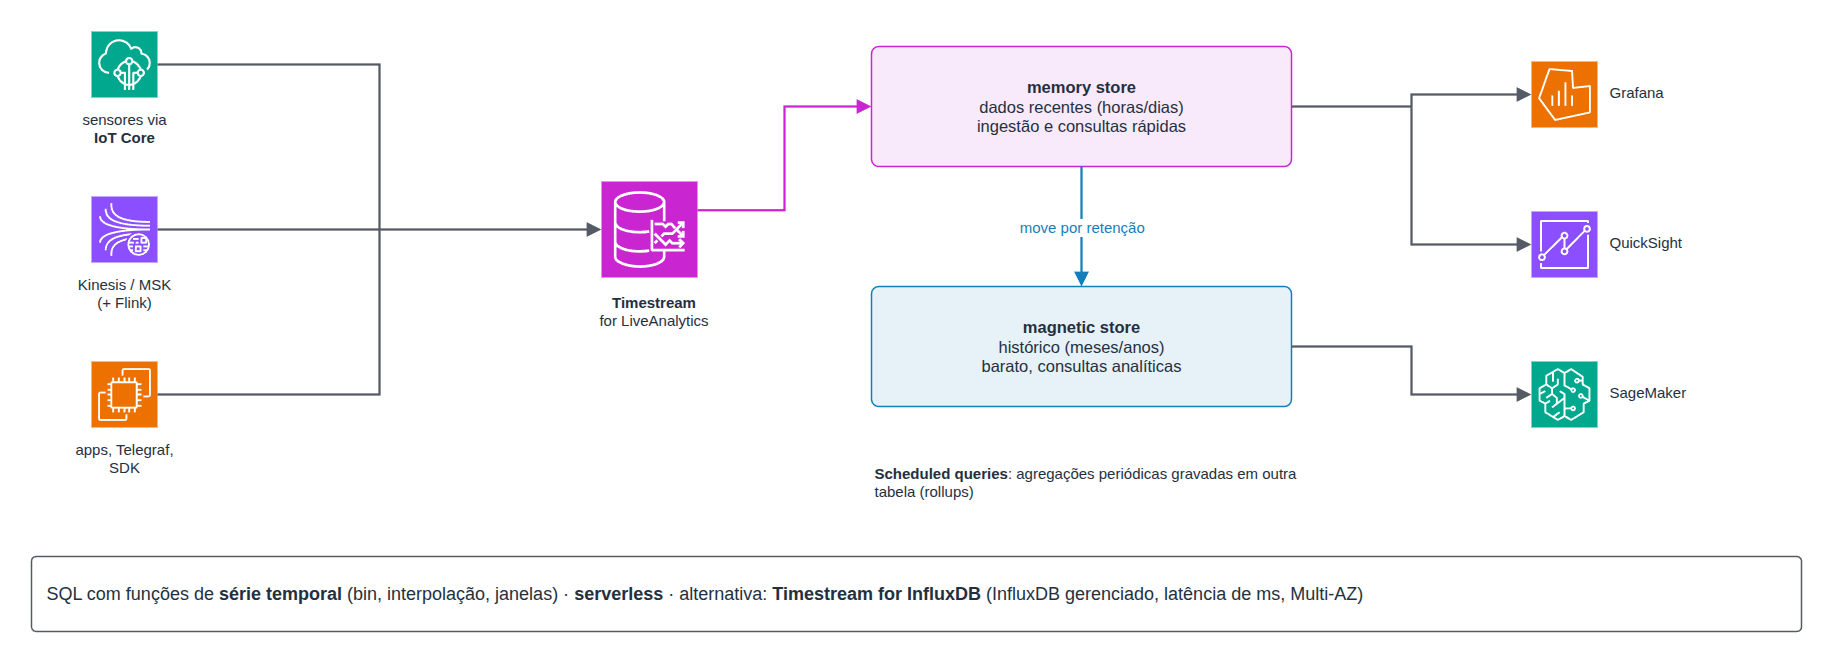 sensores via
IoT Core
Kinesis / MSK
(+ Flink)
apps, Telegraf,
SDK
Timestream
for LiveAnalytics
memory store
dados recentes (horas/dias)
ingestão e consultas rápidas
move por retenção
magnetic store
histórico (meses/anos)
barato, consultas analíticas
Scheduled queries: agregações periódicas gravadas em outra
tabela (rollups)
Grafana
QuickSight
SageMaker
SQL com funções de série temporal (bin, interpolação, janelas) · serverless · alternativa: Timestream for InfluxDB (InfluxDB gerenciado, latência de ms, Multi-AZ)